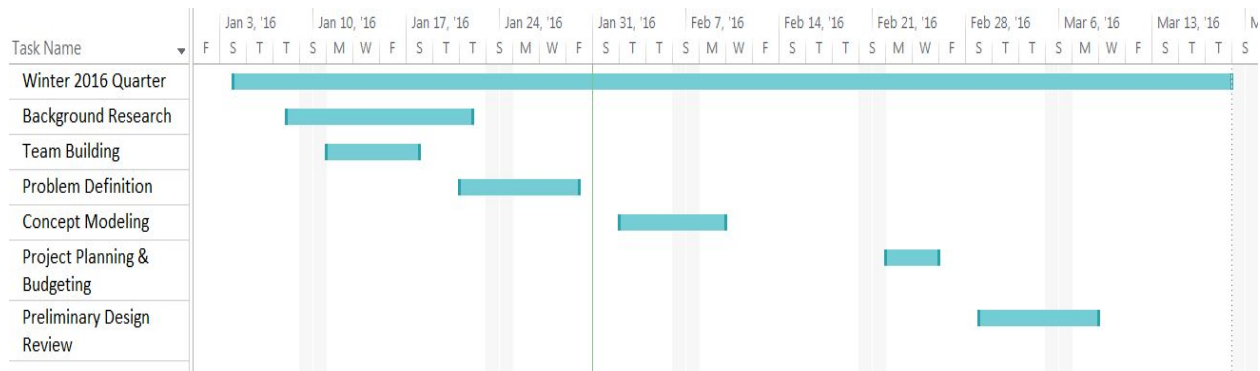 Jan 3, '16 Jan 10, '16 Jan 17, '16 Jan 24, '16 Jan 31, '16 Feb 7, '16 Feb 14, '16 Feb 21, '16 Feb 28, '16 Mar 6, '16 Mar 13, '16 M
Task Name F S T T S M W F S T T S M W F S T T S M W F S T T S M W F S T T S M W F S T T S
Winter 2016 Quarter
Background Research
Team Building
Problem Definition
Concept Modeling
Project Planning &
Budgeting
Preliminary Design
Review